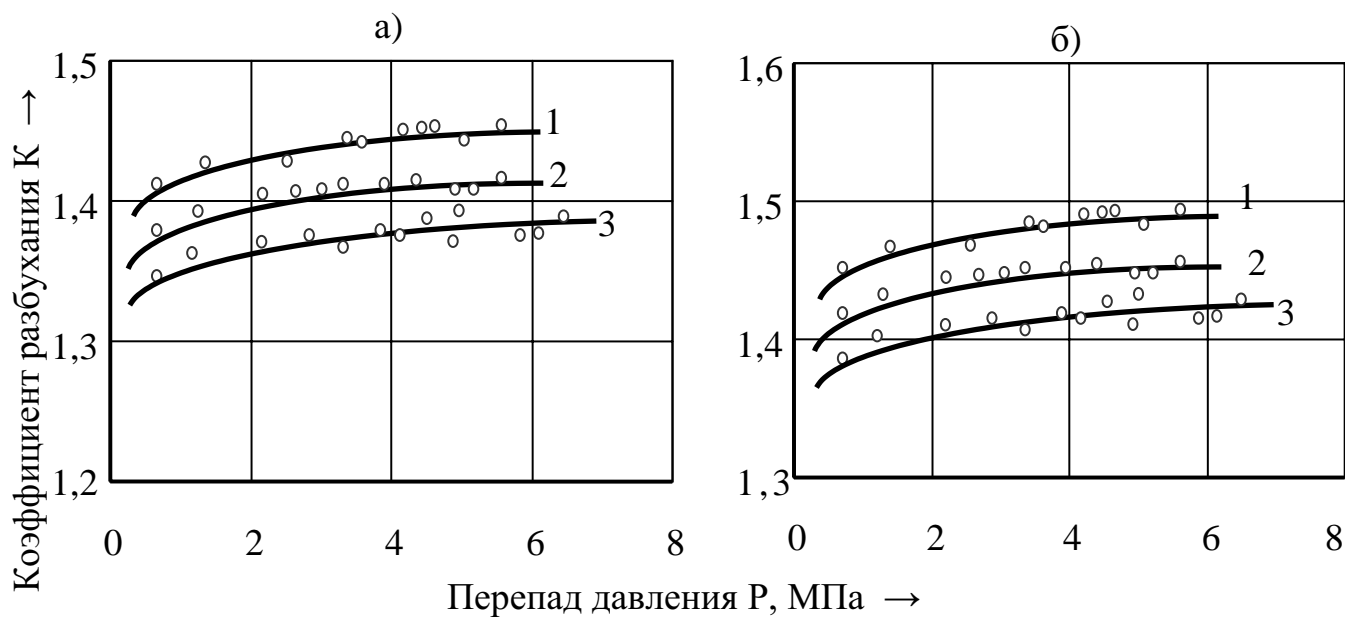 а)
1,5
1,4
1,3
1,2
0 2 4 6 8
1
2
3
б)
1,6
1,5
1,4
1,3
0 2 4 6 8
1
2
3
Коэффициент разбухания К →
Перепад давления Р, МПа →